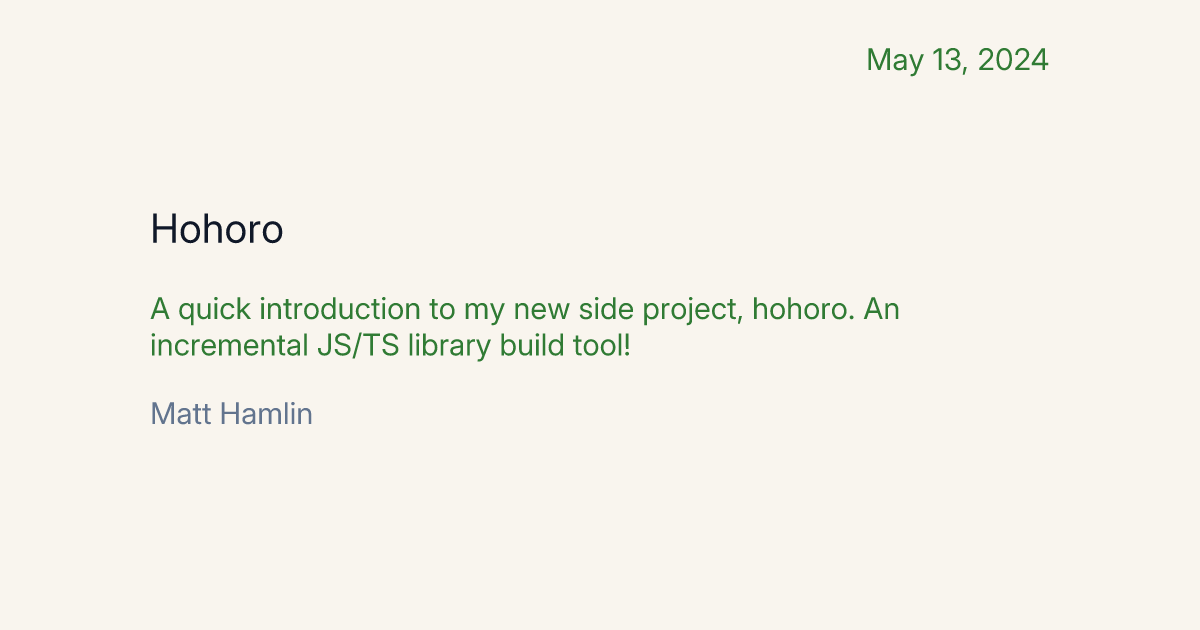 May 13, 2024
Hohoro
A quick introduction to my new side project, hohoro. An
incremental JS/TS library build tool!
Matt Hamlin